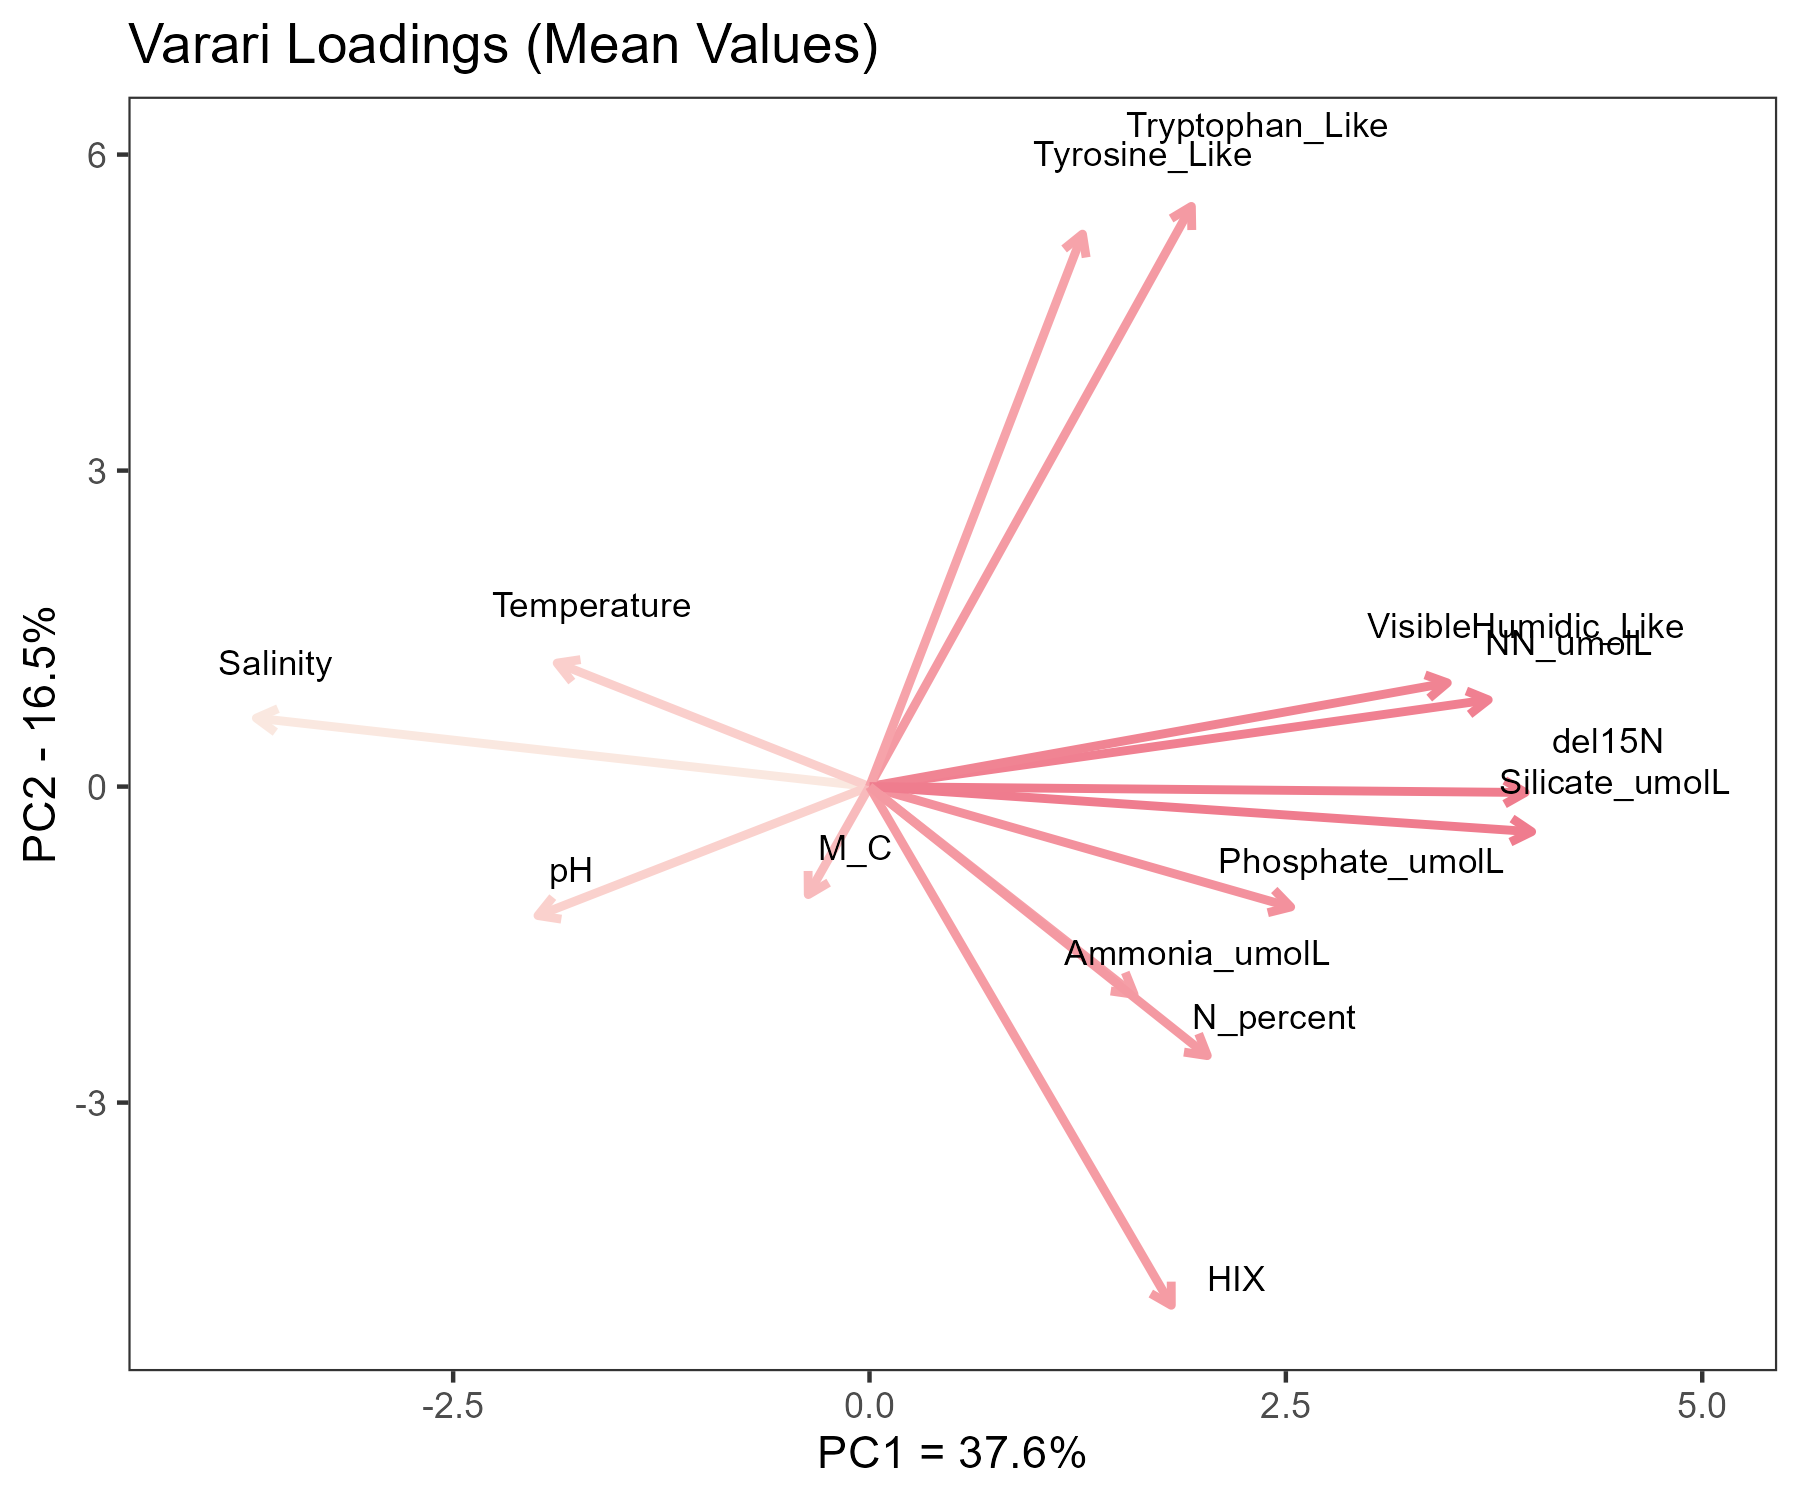 Varari Loadings (Mean Values)
Tryptophan_Like
Tyrosine_Like
6
3
Temperature
VisibleHumidic_Like
NN_umolL
Salinity
del15N
Silicate_umolL
0
M_C
pH
Phosphate_umolL
Ammonia_umolL
N_percent
-3
HIX
PC2 - 16.5%
-2.5
0.0
2.5
5.0
PC1 = 37.6%